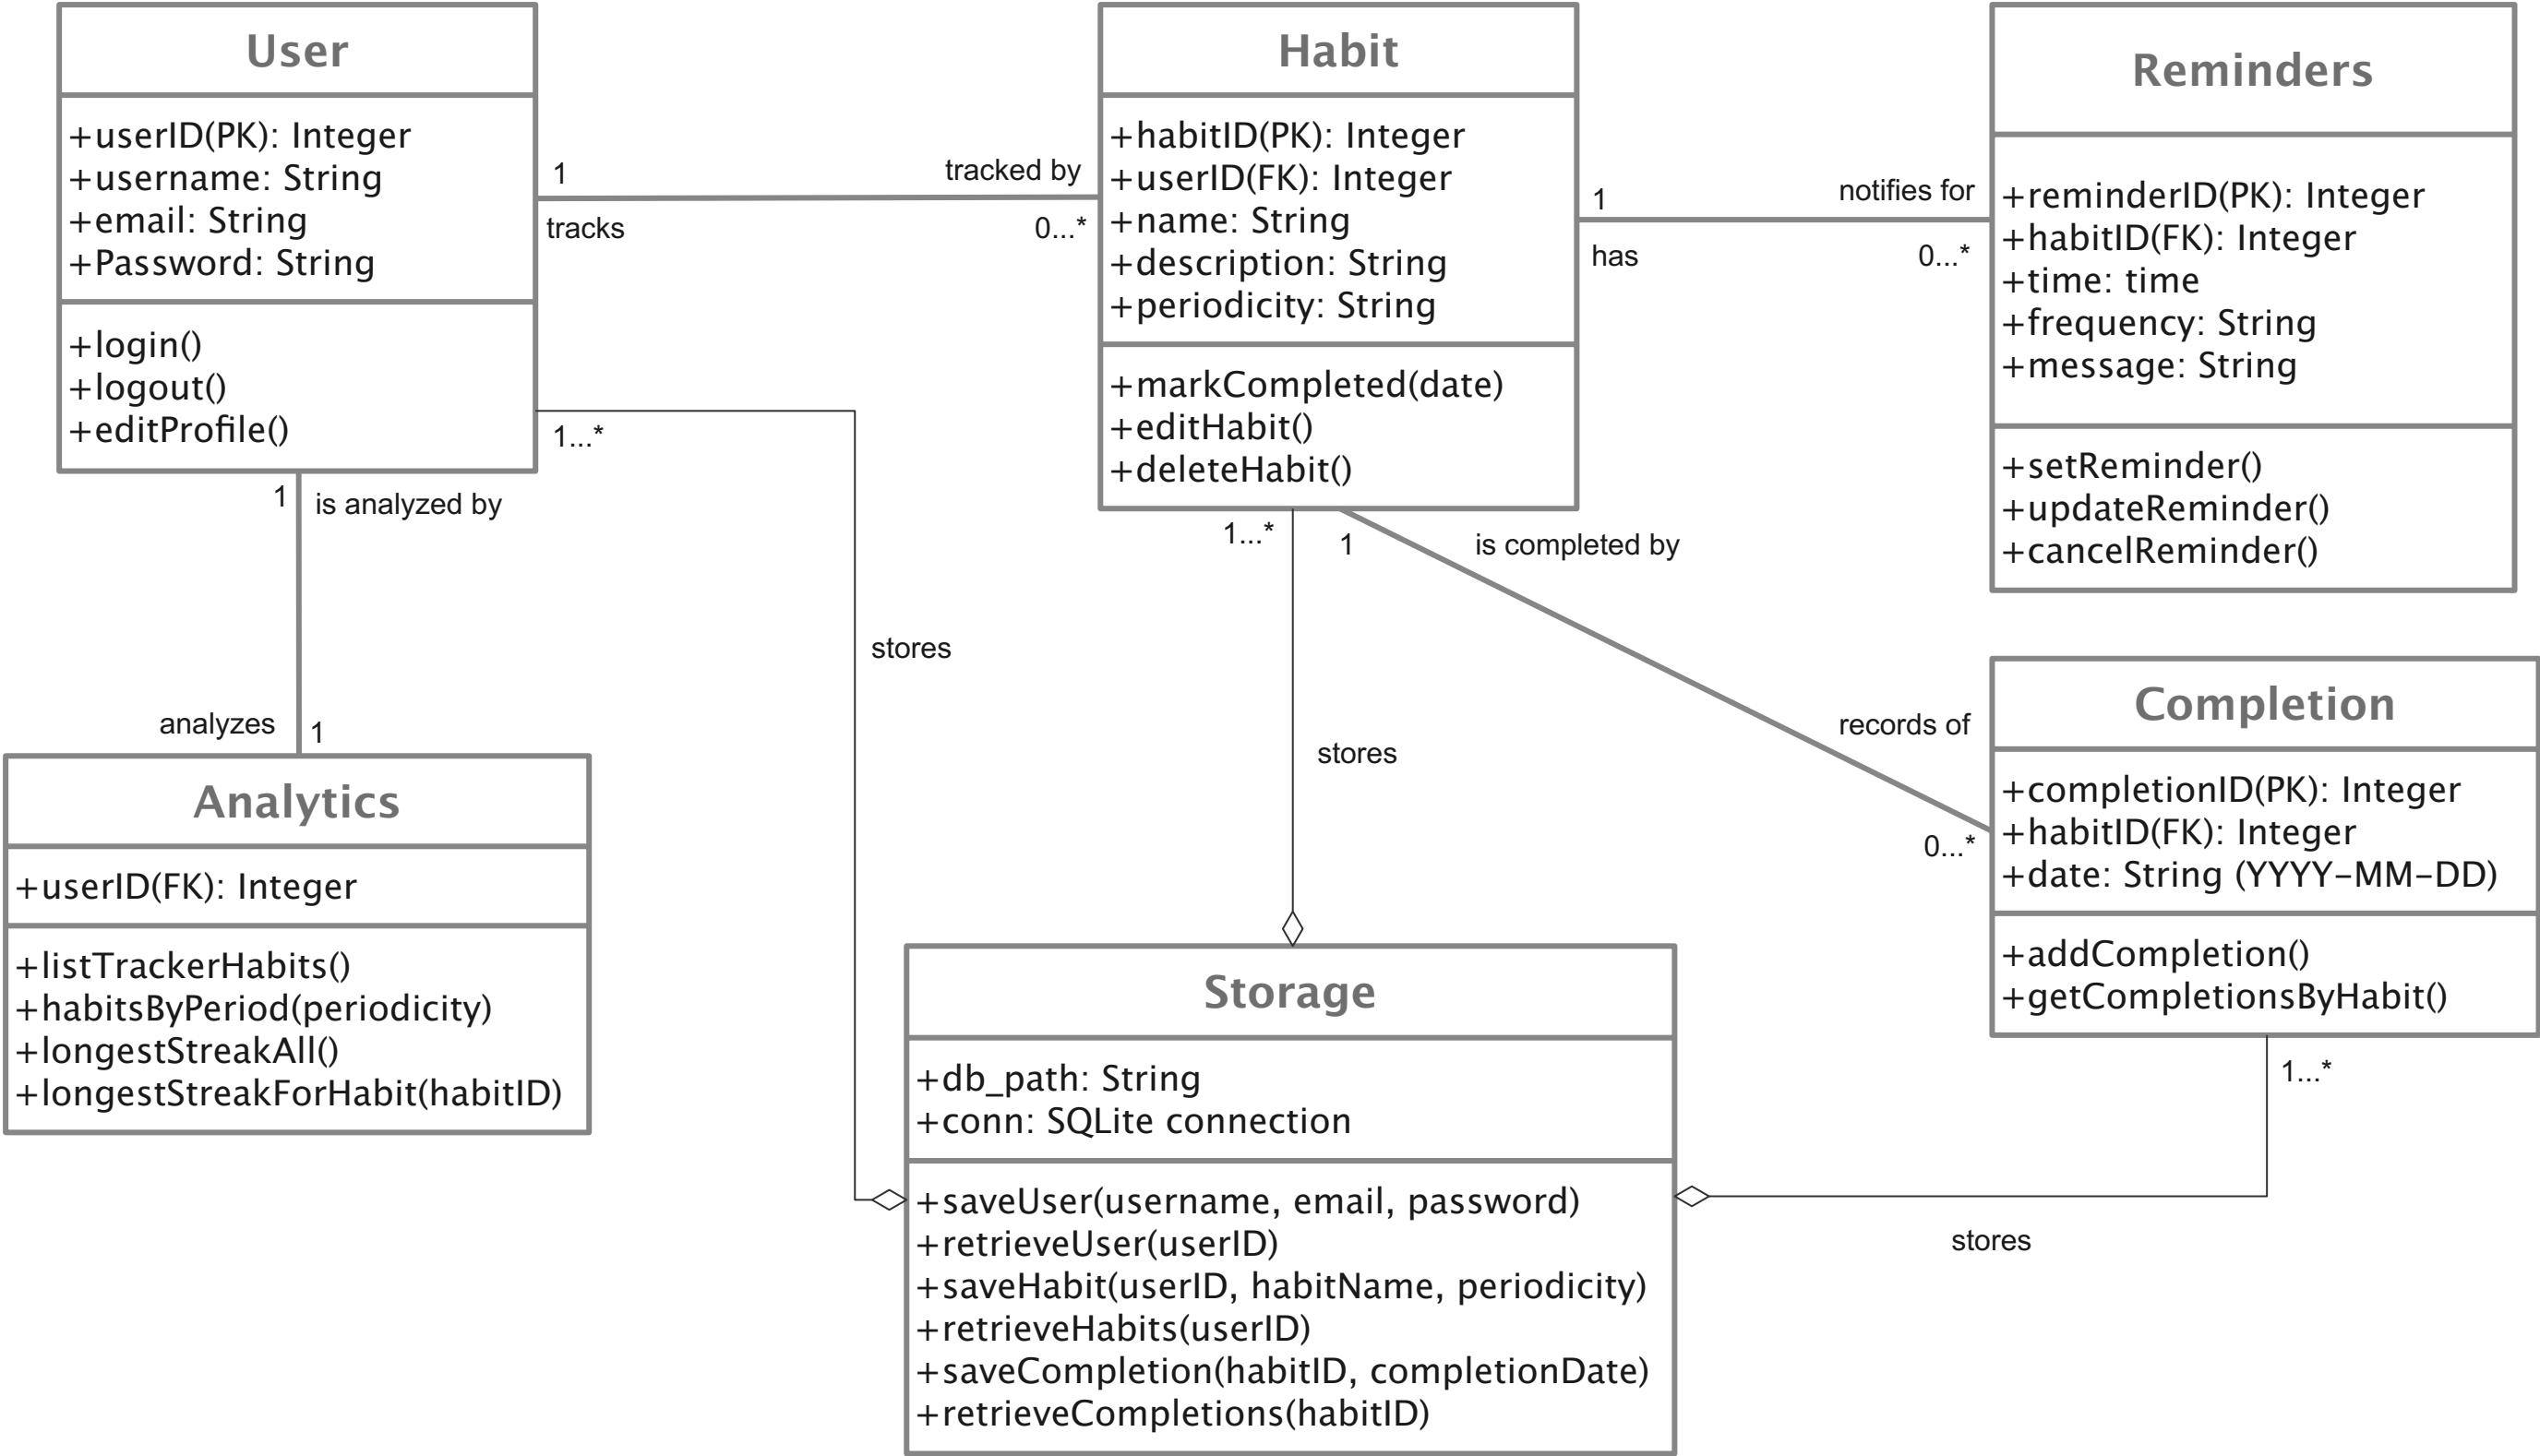 User
+userID(PK): Integer
+username: String
+email: String
+Password: String
+login()
+logout()
+editProfile()
1
tracks
tracked by
0...*
Habit
+habitID(PK): Integer
+userID(FK): Integer
+name: String
+description: String
+periodicity: String
+markCompleted(date)
+editHabit()
+deleteHabit()
1
has
notifies for
0...*
Reminders
+reminderID(PK): Integer
+habitID(FK): Integer
+time: time
+frequency: String
+message: String
+setReminder()
+updateReminder()
+cancelReminder()
1...*
stores
1
is analyzed by
analyzes
1
1...*
stores
1
is completed by
records of
0...*
Analytics
+userID(FK): Integer
+listTrackerHabits()
+habitsByPeriod(periodicity)
+longestStreakAll()
+longestStreakForHabit(habitID)
Completion
+completionID(PK): Integer
+habitID(FK): Integer
+date: String (YYYY-MM-DD)
+addCompletion()
+getCompletionsByHabit()
1...*
stores
Storage
+db_path: String
+conn: SQLite connection
+saveUser(username, email, password)
+retrieveUser(userID)
+saveHabit(userID, habitName, periodicity)
+retrieveHabits(userID)
+saveCompletion(habitID, completionDate)
+retrieveCompletions(habitID)